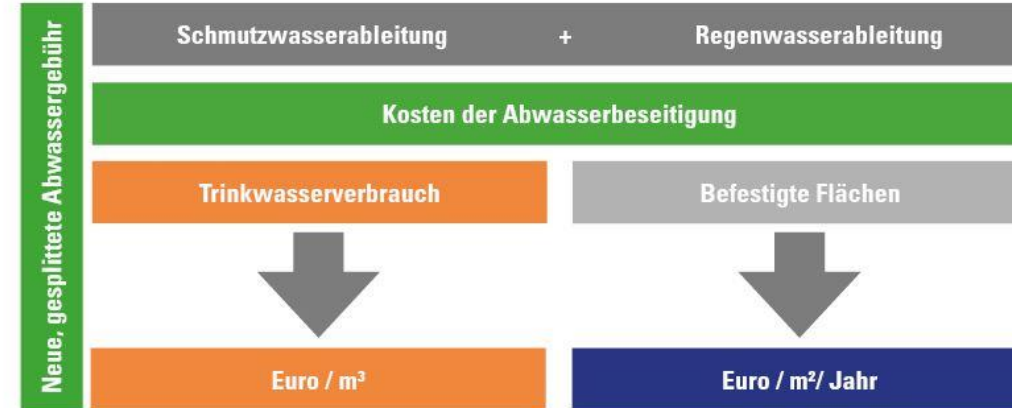 Neue, gesplittete Abwassergebühr
Schmutzwasserableitung + Regenwasserableitung
Kosten der Abwasserbeseitigung
Trinkwasserverbrauch
Befestigte Flächen
Euro / m³
Euro / m²/ Jahr